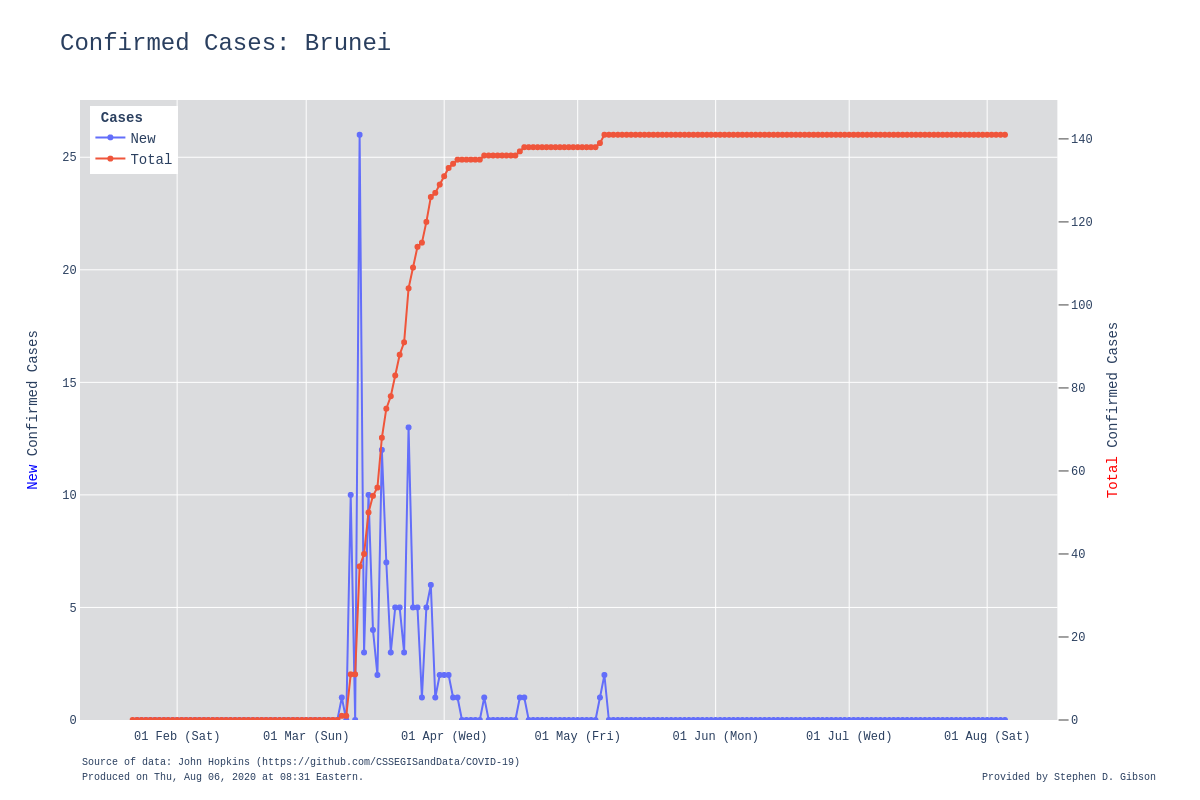 Confirmed Cases: Brunei
Cases
New
Total
25
20
15
10
5
0
140
120
100
80
60
40
20
0
New Confirmed Cases
Total Confirmed Cases
01 Feb (Sat) 01 Mar (Sun) 01 Apr (Wed) 01 May (Fri) 01 Jun (Mon) 01 Jul (Wed) 01 Aug (Sat)
Source of data: John Hopkins (https://github.com/CSSEGISandData/COVID-19)
Produced on Thu, Aug 06, 2020 at 08:31 Eastern.
Provided by Stephen D. Gibson